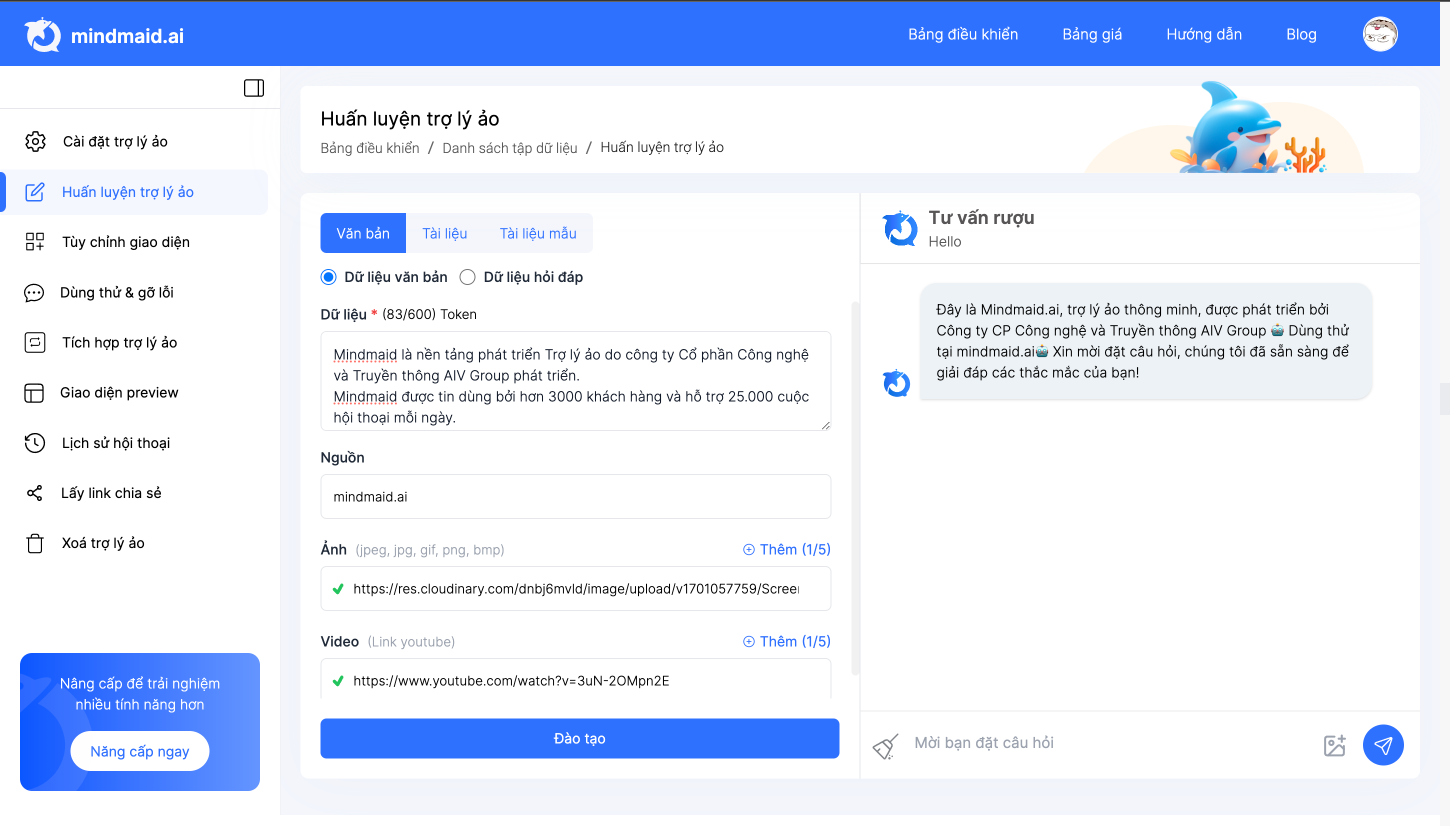 mindmaid.ai
Bảng điều khiển
Bảng giá
Hướng dẫn
Blog
Cài đặt trợ lý ảo
Huấn luyện trợ lý ảo
Tùy chỉnh giao diện
Dùng thử & gỡ lỗi
Tích hợp trợ lý ảo
Giao diện preview
Lịch sử hội thoại
Lấy link chia sẻ
Xoá trợ lý ảo
Nâng cấp để trải nghiệm
nhiều tính năng hơn
Nâng cấp ngay
Huấn luyện trợ lý ảo
Bảng điều khiển / Danh sách tập dữ liệu / Huấn luyện trợ lý ảo
Văn bản
Tài liệu
Tài liệu mẫu
Dữ liệu văn bản
Dữ liệu hỏi đáp
Dữ liệu * (83/600) Token
Mindmaid là nền tảng phát triển Trợ lý ảo do công ty Cổ phần Công nghệ
và Truyền thông AIV Group phát triển.
Mindmaid được tin dùng bởi hơn 3000 khách hàng và hỗ trợ 25.000 cuộc
hội thoại mỗi ngày.
Nguồn
mindmaid.ai
Ảnh (jpeg, jpg, gif, png, bmp)
Thêm (1/5)
https://res.cloudinary.com/dnbj6mvld/image/upload/v1701057759/Screen
Video (Link youtube)
Thêm (1/5)
https://www.youtube.com/watch?v=3uN-2OMpn2E
Đào tạo
Tư vấn rượu
Hello
Đây là Mindmaid.ai, trợ lý ảo thông minh, được phát triển bởi
Công ty CP Công nghệ và Truyền thông AIV Group 🤖 Dùng thử
tại mindmaid.ai🤖 Xin mời đặt câu hỏi, chúng tôi đã sẵn sàng để
giải đáp các thắc mắc của bạn!
Mời bạn đặt câu hỏi